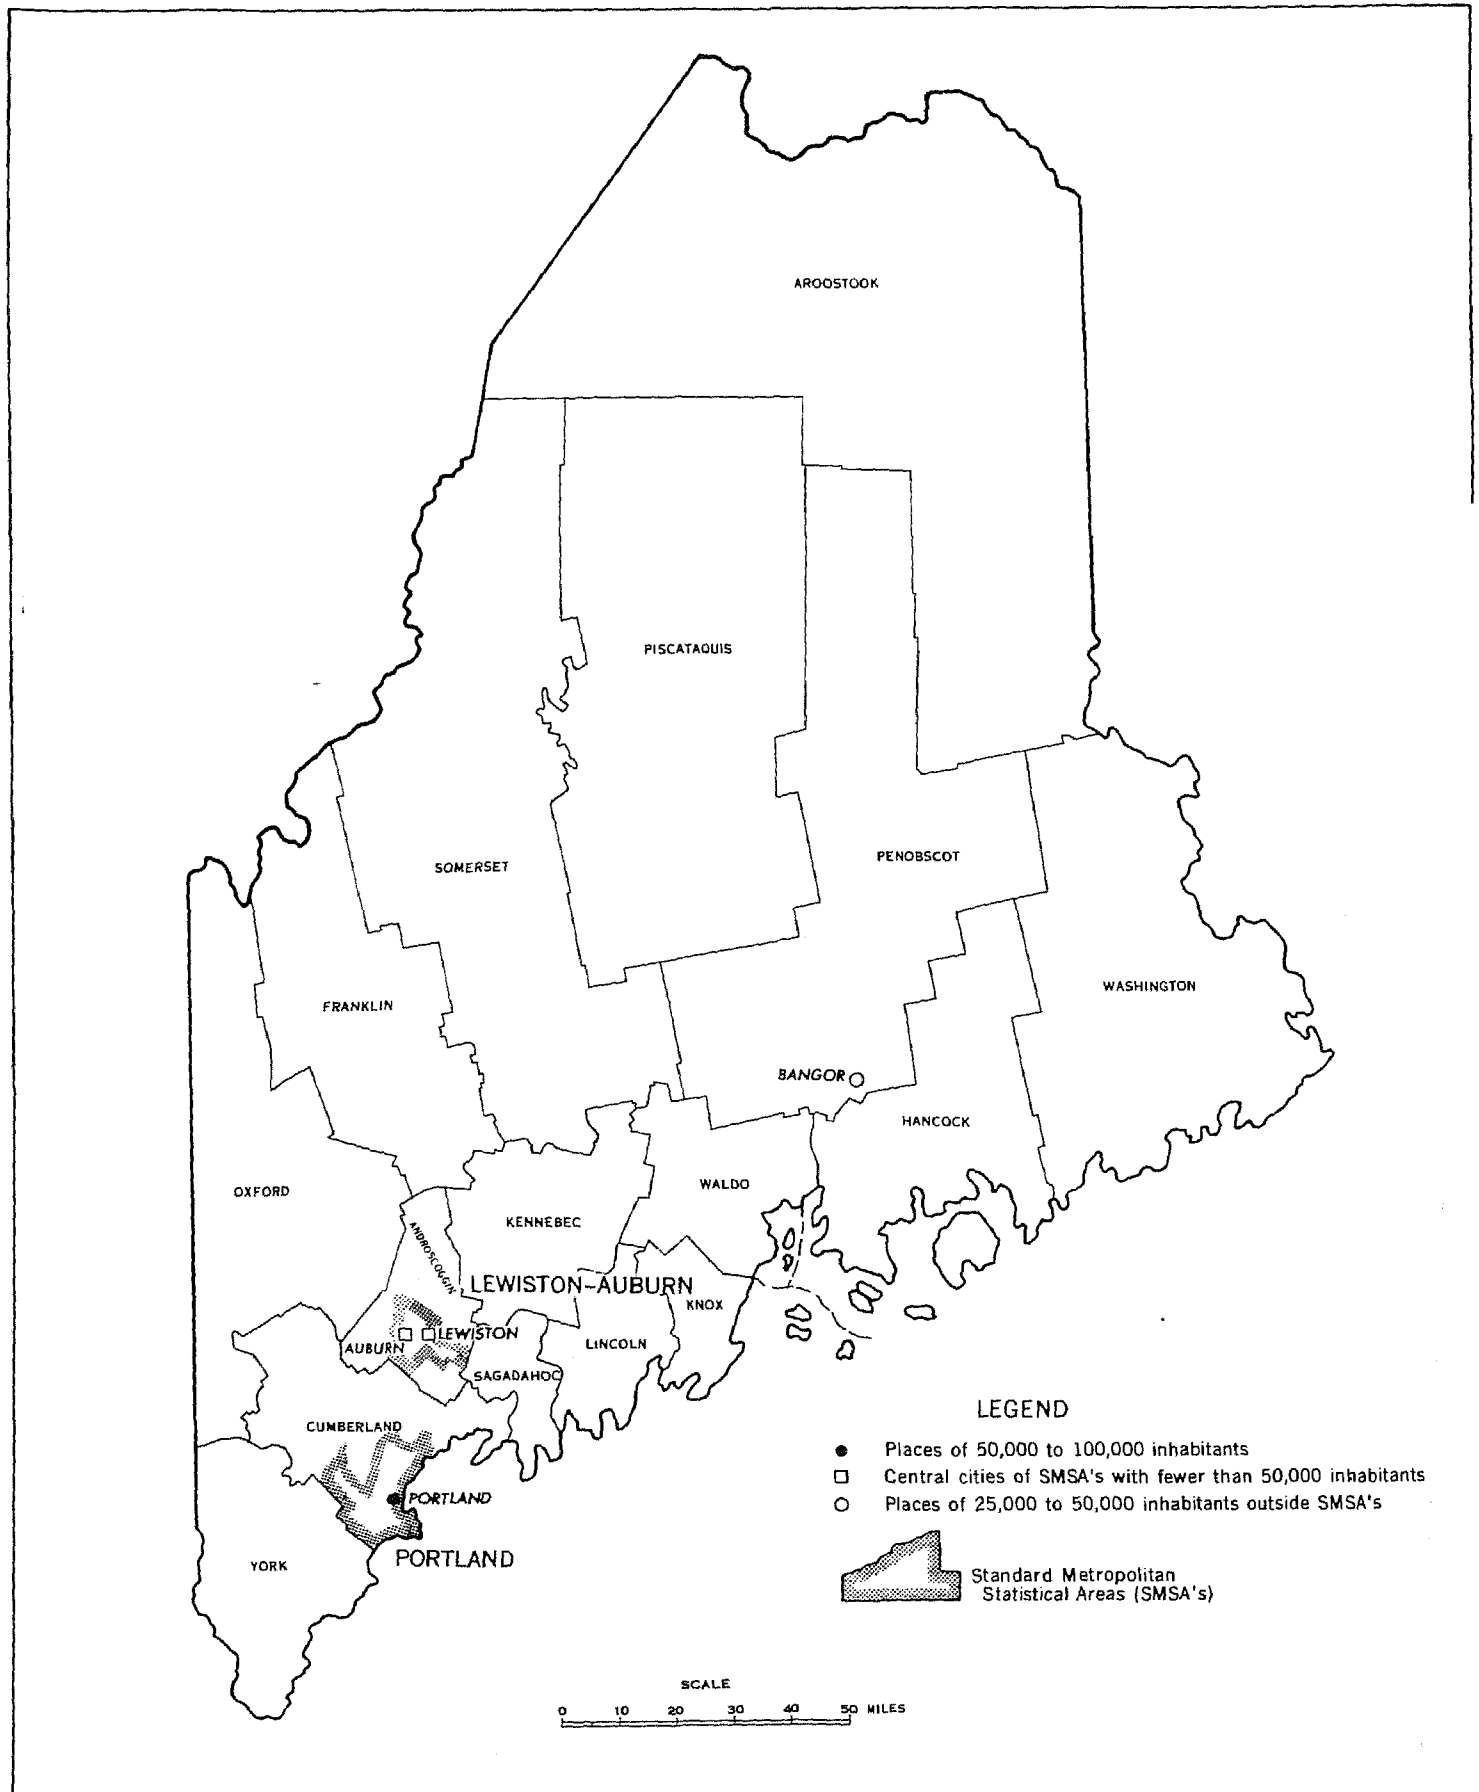 AROOSTOOK
PISCATAQUIS
SOMERSET
PENOBSCOT
FRANKLIN
WASHINGTON
BANGOR
HANCOCK
OXFORD
WALDO
KENNEBEC
ANDROSCOGGIN
LEWISTON-AUBURN
KNOX
LEWISTON
AUBURN
LINCOLN
SAGADAHOC
CUMBERLAND
PORTLAND
PORTLAND
YORK
LEGEND
Places of 50,000 to 100,000 inhabitants
Central cities of SMSA's with fewer than 50,000 inhabitants
Places of 25,000 to 50,000 inhabitants outside SMSA's
Standard Metropolitan
Statistical Areas (SMSA's)
SCALE
0 10 20 30 40 50 MILES